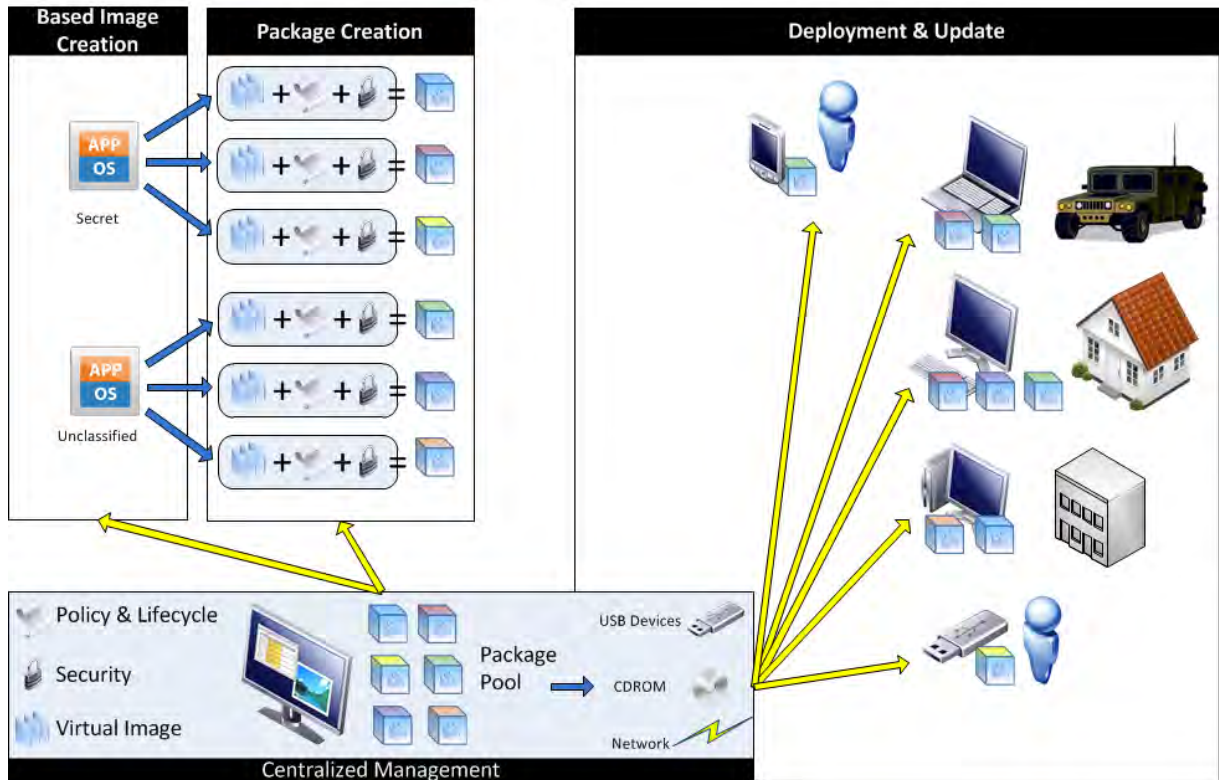 Based Image
Creation
Package Creation
Deployment & Update
APP
OS
Secret
APP
OS
Unclassified
+ + =
+ + =
+ + =
+ + =
+ + =
+ + =
Policy & Lifecycle
Security
Virtual Image
Package
Pool
USB Devices
CDROM
Network
Centralized Management